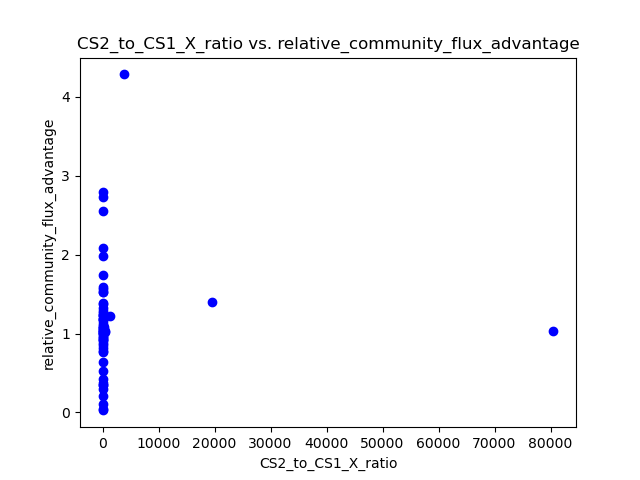 CS2_to_CS1_X_ratio vs. relative_community_flux_advantage
relative_community_flux_advantage
4
3
2
1
0
0 10000 20000 30000 40000 50000 60000 70000 80000
CS2_to_CS1_X_ratio